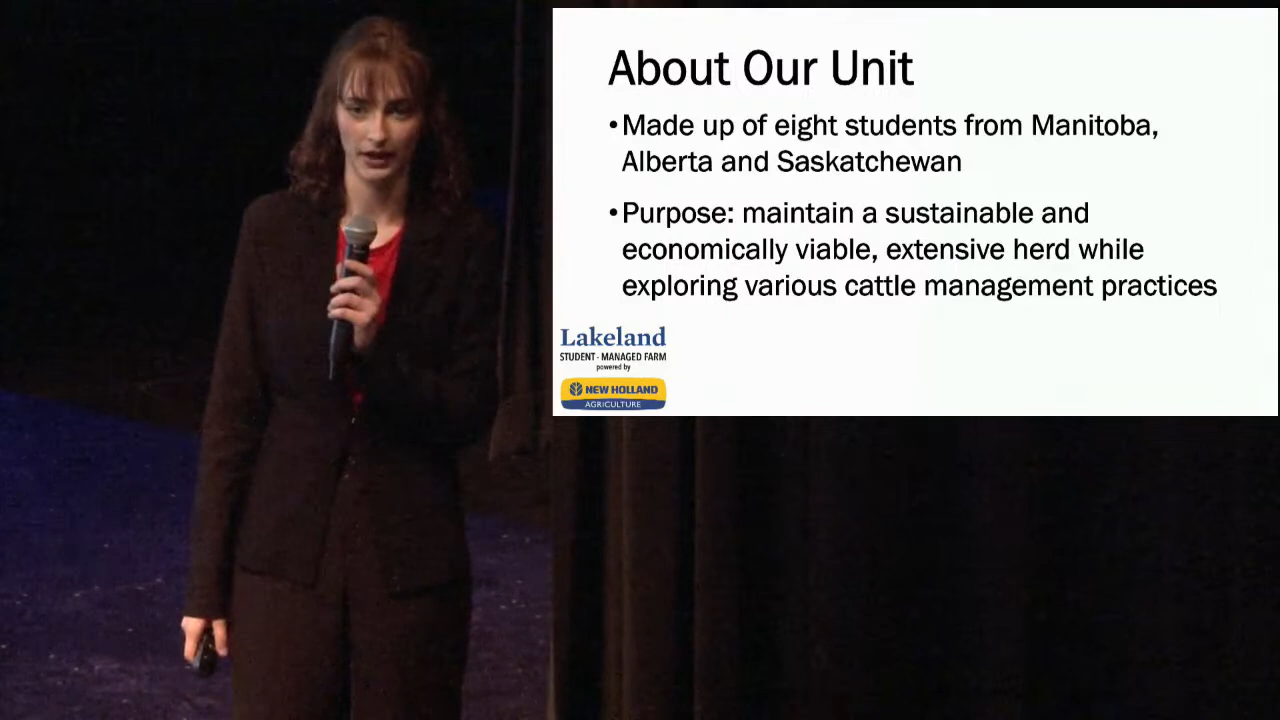 About Our Unit
•Made up of eight students from Manitoba,
Alberta and Saskatchewan
•Purpose: maintain a sustainable and
economically viable, extensive herd while
exploring various cattle management practices
Lakeland
STUDENT - MANAGED FARM
powered by
NEW HOLLAND
AGRICULTURE